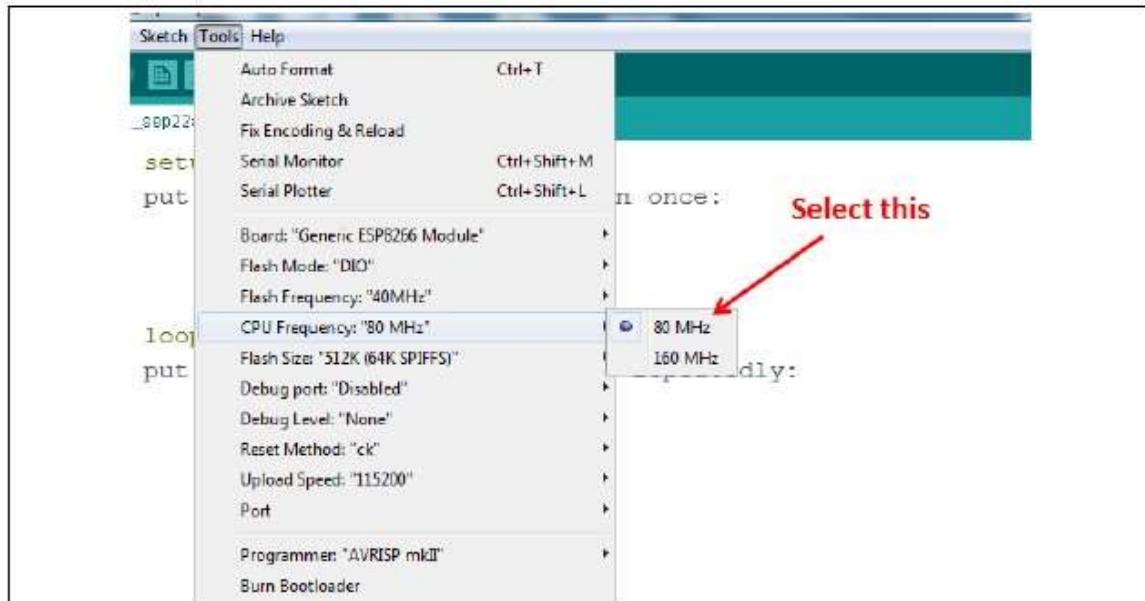 Sketch Tools Help
Auto Format Ctrl+T
Archive Sketch
_sep22
Fix Encoding & Reload
Serial Monitor Ctrl+Shift+M
put Serial Plotter Ctrl+Shift+L n once:
Select this
Board: "Generic ESP8266 Module"
Flash Mode: "DIO"
Flash Frequency: "40MHz"
CPU Frequency: "80 MHz" 80 MHz
Flash Size: "512K (64K SPIFFS)" 160 MHz
put
Debug port: "Disabled"
Debug Level: "None"
Reset Method: "ck"
Upload Speed: "115200"
Port
Programmer: "AVRISP mkII"
Burn Bootloader